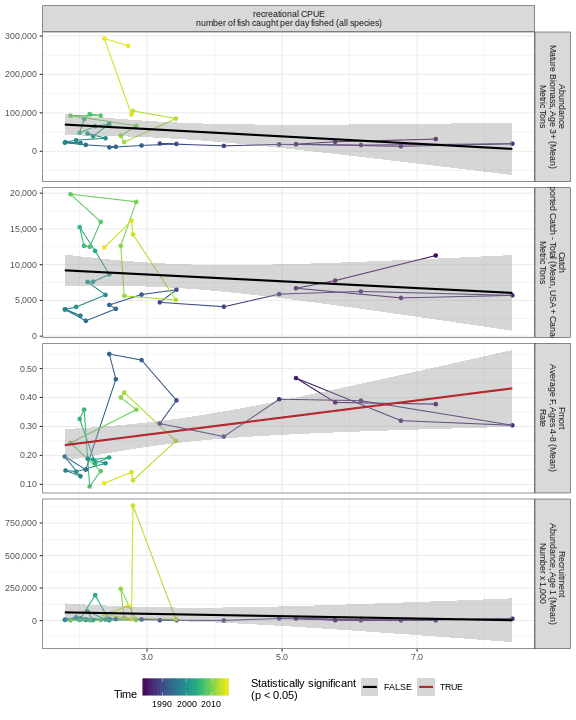 recreational CPUE
number of fish caught per day fished (all species)
300,000
200,000
100,000
0
Abundance
Mature Biomass, Age 3+ (Mean)
Metric Tons
20,000
15,000
10,000
5,000
0
Catch
ported Catch - Total (Mean, USA + Cana
Metric Tons
0.50
0.40
0.30
0.20
0.10
Fmort
Average F, Ages 4-8 (Mean)
Rate
750,000
500,000
250,000
0
Recruitment
Abundance, Age 1 (Mean)
Number x 1,000
3.0 5.0 7.0
Time
1990 2000 2010
Statistically significant
(p < 0.05)
FALSE TRUE